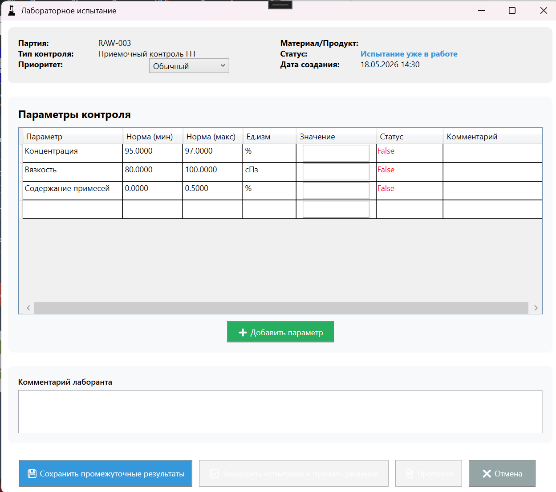 Лабораторное испытание
Партия: RAW-003 Материал/Продукт:
Тип контроля: Приемочный контроль ГП Статус: Испытание уже в работе
Приоритет: Обычный Дата создания: 18.05.2026 14:30
Параметры контроля
Параметр Норма (мин) Норма (макс) Ед.изм Значение Статус Комментарий
Концентрация 95.0000 97.0000 % False
Вязкость 80.0000 100.0000 сПз False
Содержание примесей 0.0000 0.5000 % False
Добавить параметр
Комментарий лаборанта
Сохранить промежуточные результаты Отмена